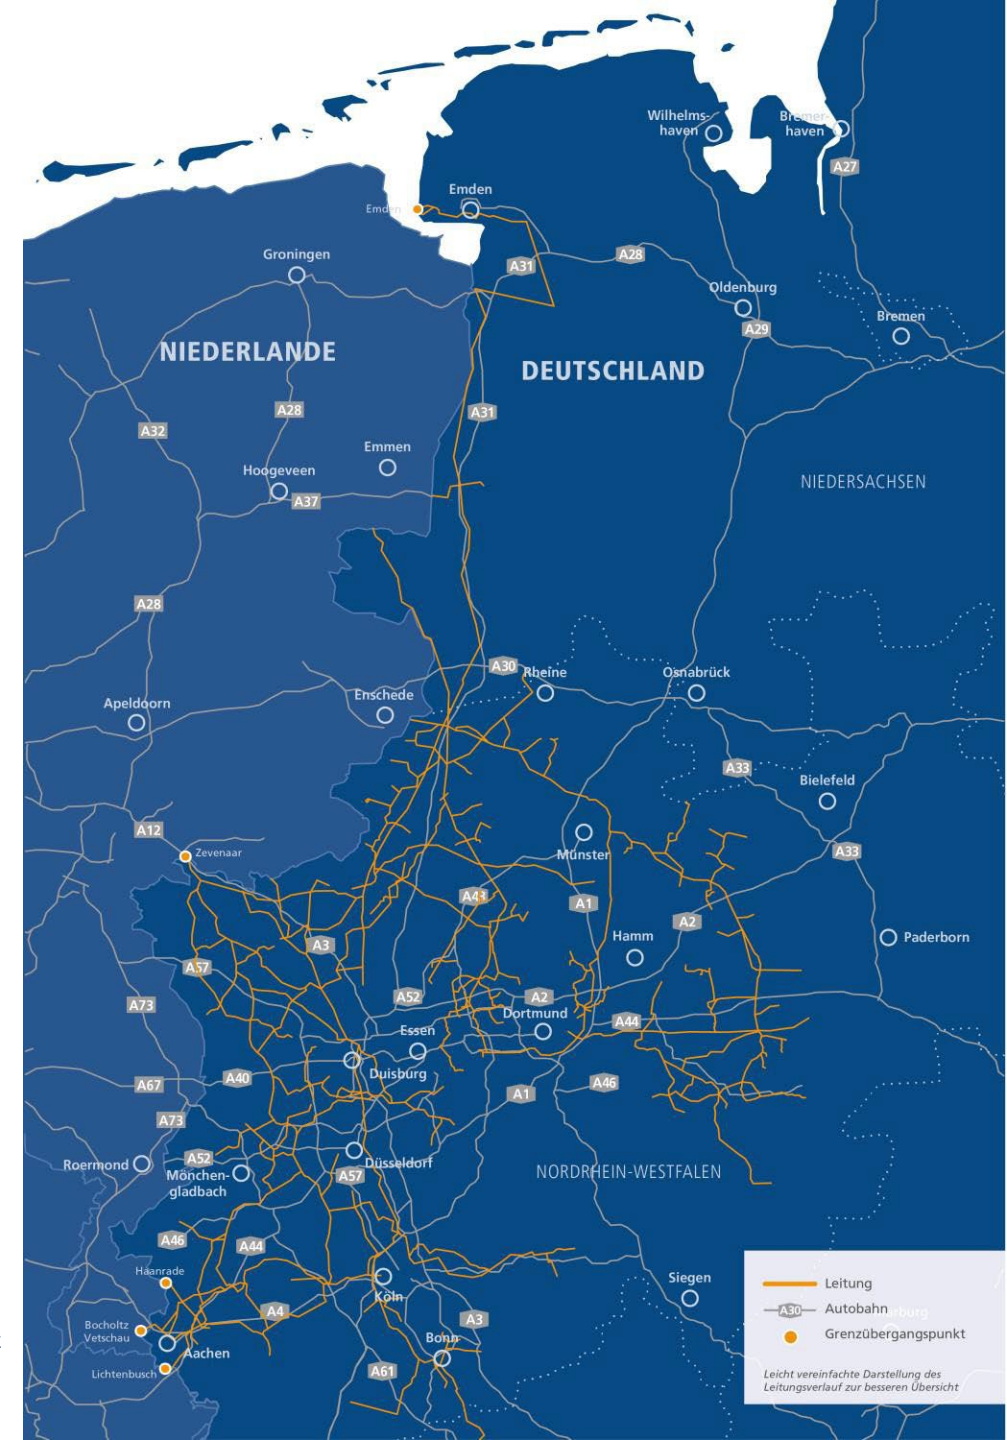 Wilhelms-
haven
Bremer-
haven
A27
Emden
Emden
Groningen
A31
A28
Oldenburg
A29
Bremen
NIEDERLANDE
DEUTSCHLAND
A28
A31
A32
Emmen
Hoogeveen
A37
NIEDERSACHSEN
A28
A30
Rheine
Osnabrück
Enschede
Apeldoorn
A33
Bielefeld
A12
Zevenaar
Münster
A33
A1
A2
Hamm
Paderborn
A3
A57
A73
A52
A2
Dortmund
A44
Essen
Duisburg
A40
A67
A46
A1
A73
Roermond
A52
Mönchen-
gladbach
Düsseldorf
A57
NORDRHEIN-WESTFALEN
A46
A44
Haanrade
Köln
Siegen
A4
A3
Bocholtz
Vetschau
Aachen
Bonn
Lichtenbusch
A61
Leitung
A30
Autobahn
Grenzübergangspunkt
Leicht vereinfachte Darstellung des
Leitungsverlauf zur besseren Übersicht